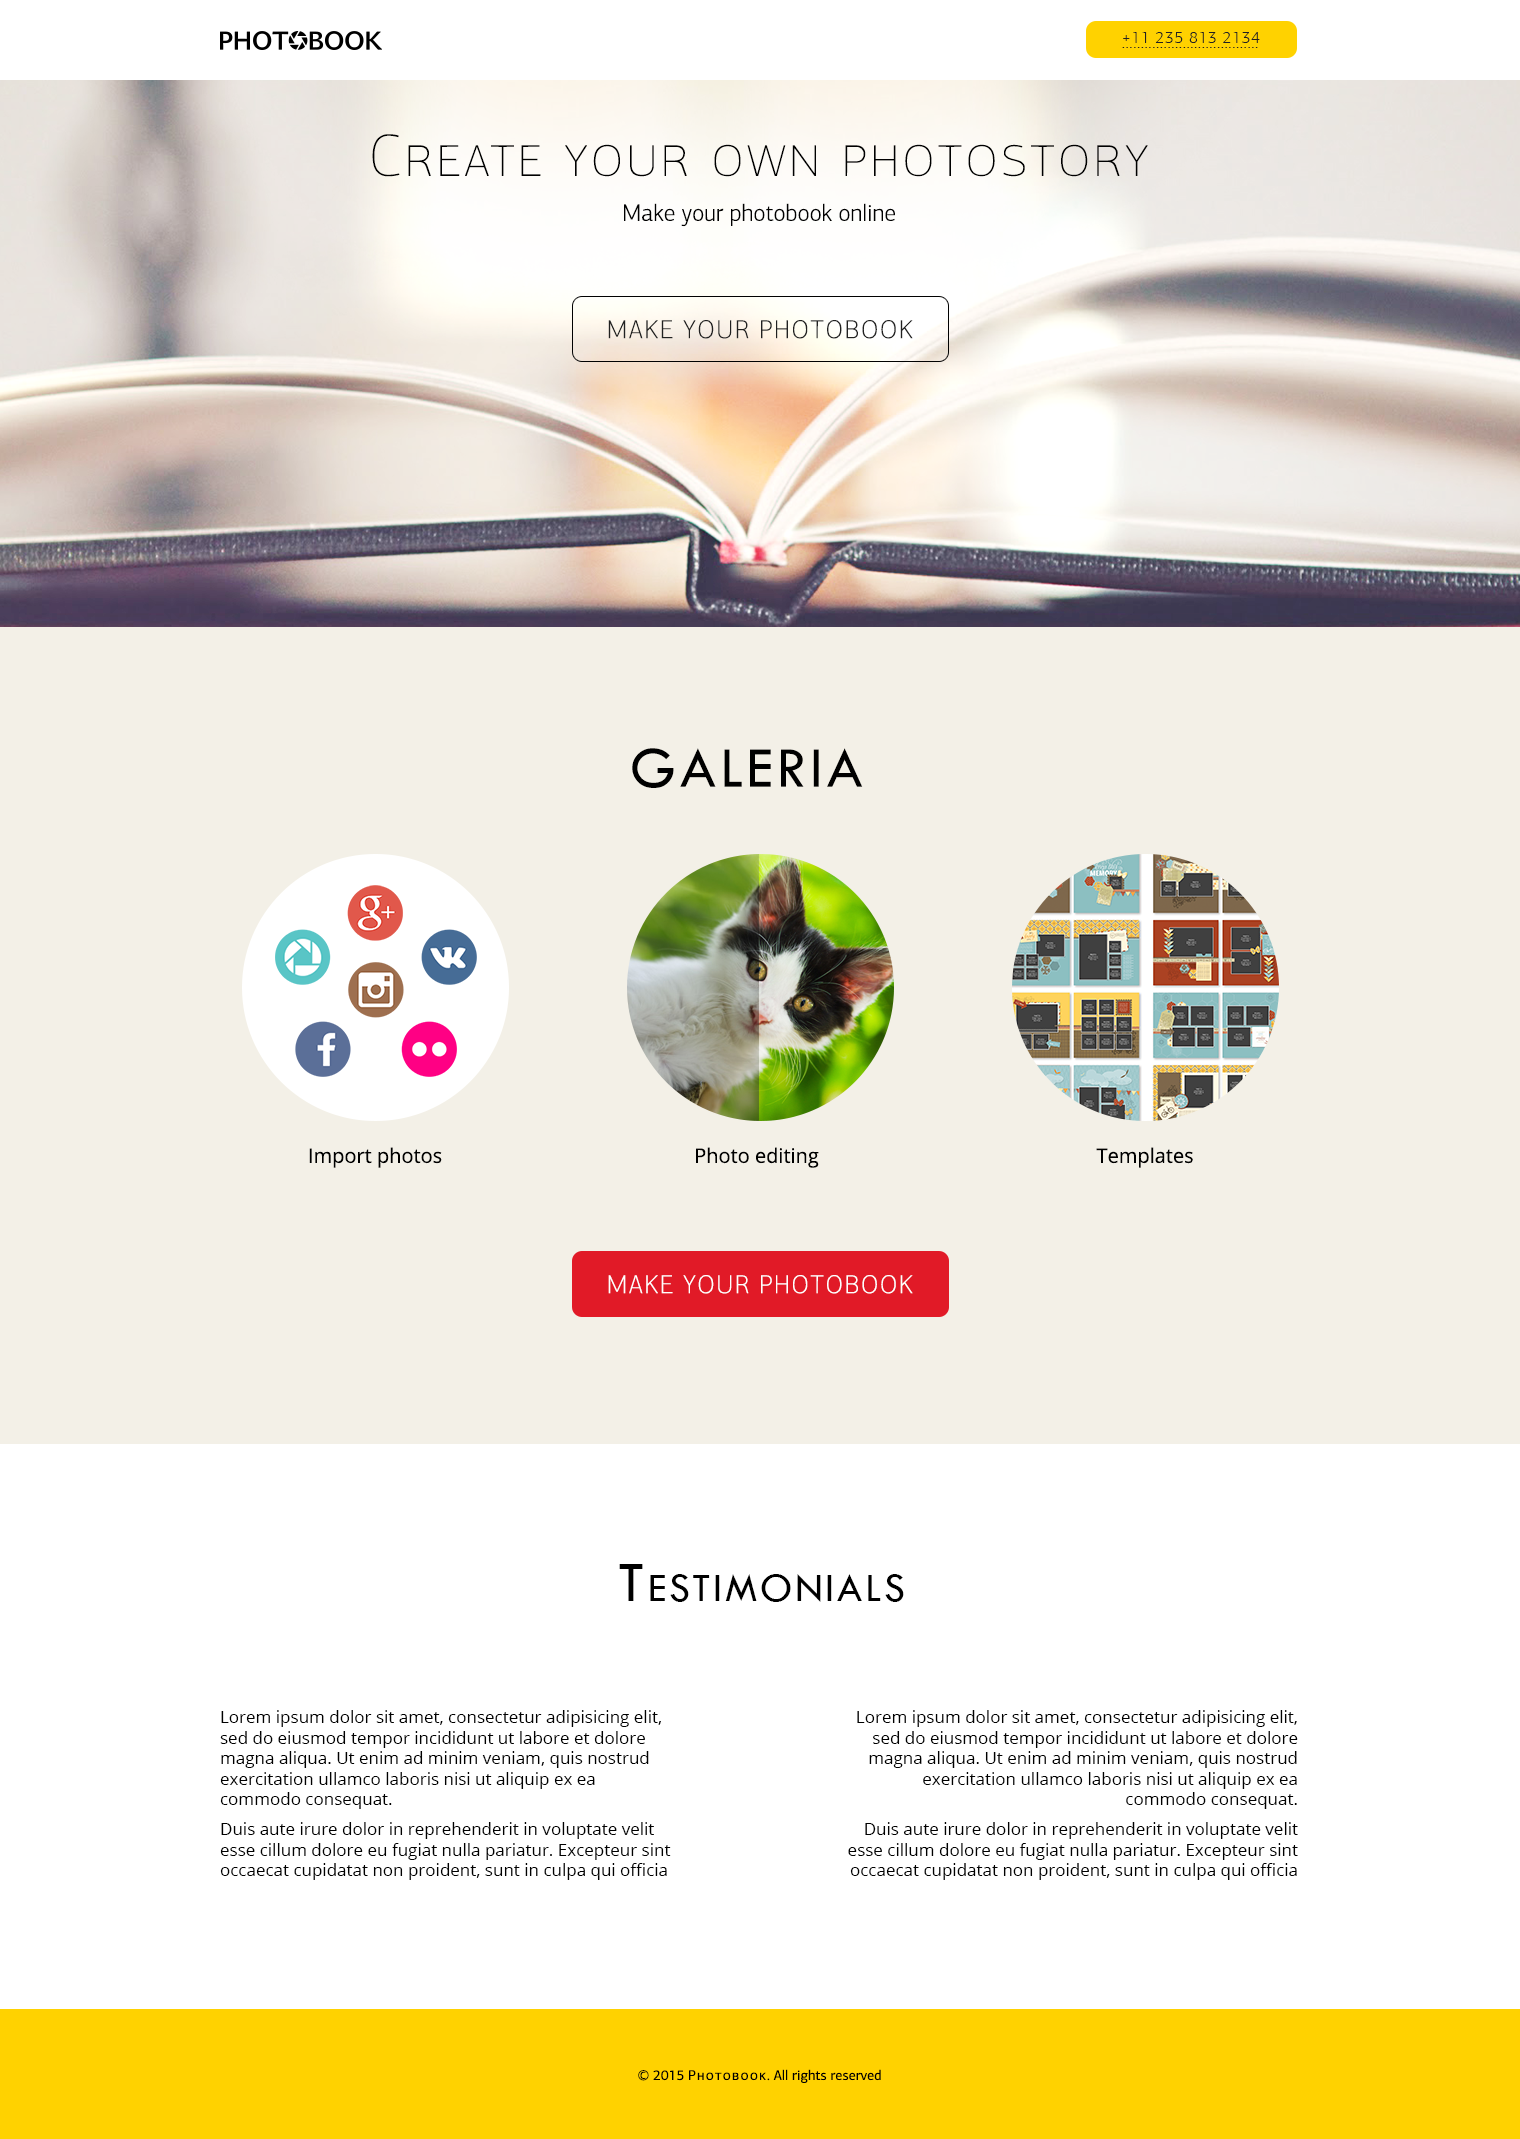 PHOTOBOOK
+11 235 813 2134
Create your own photostory
Make your photobook online
MAKE YOUR PHOTOBOOK
GALERIA
g+
Import photos
Photo editing
Templates
MAKE YOUR PHOTOBOOK
Testimonials
Lorem ipsum dolor sit amet, consectetur adipisicing elit,
sed do eiusmod tempor incididunt ut labore et dolore
magna aliqua. Ut enim ad minim veniam, quis nostrud
exercitation ullamco laboris nisi ut aliquip ex ea
commodo consequat.
Duis aute irure dolor in reprehenderit in voluptate velit
esse cillum dolore eu fugiat nulla pariatur. Excepteur sint
occaecat cupidatat non proident, sunt in culpa qui officia
Lorem ipsum dolor sit amet, consectetur adipisicing elit,
sed do eiusmod tempor incididunt ut labore et dolore
magna aliqua. Ut enim ad minim veniam, quis nostrud
exercitation ullamco laboris nisi ut aliquip ex ea
commodo consequat.
Duis aute irure dolor in reprehenderit in voluptate velit
esse cillum dolore eu fugiat nulla pariatur. Excepteur sint
occaecat cupidatat non proident, sunt in culpa qui officia
© 2015 Photobook. All rights reserved